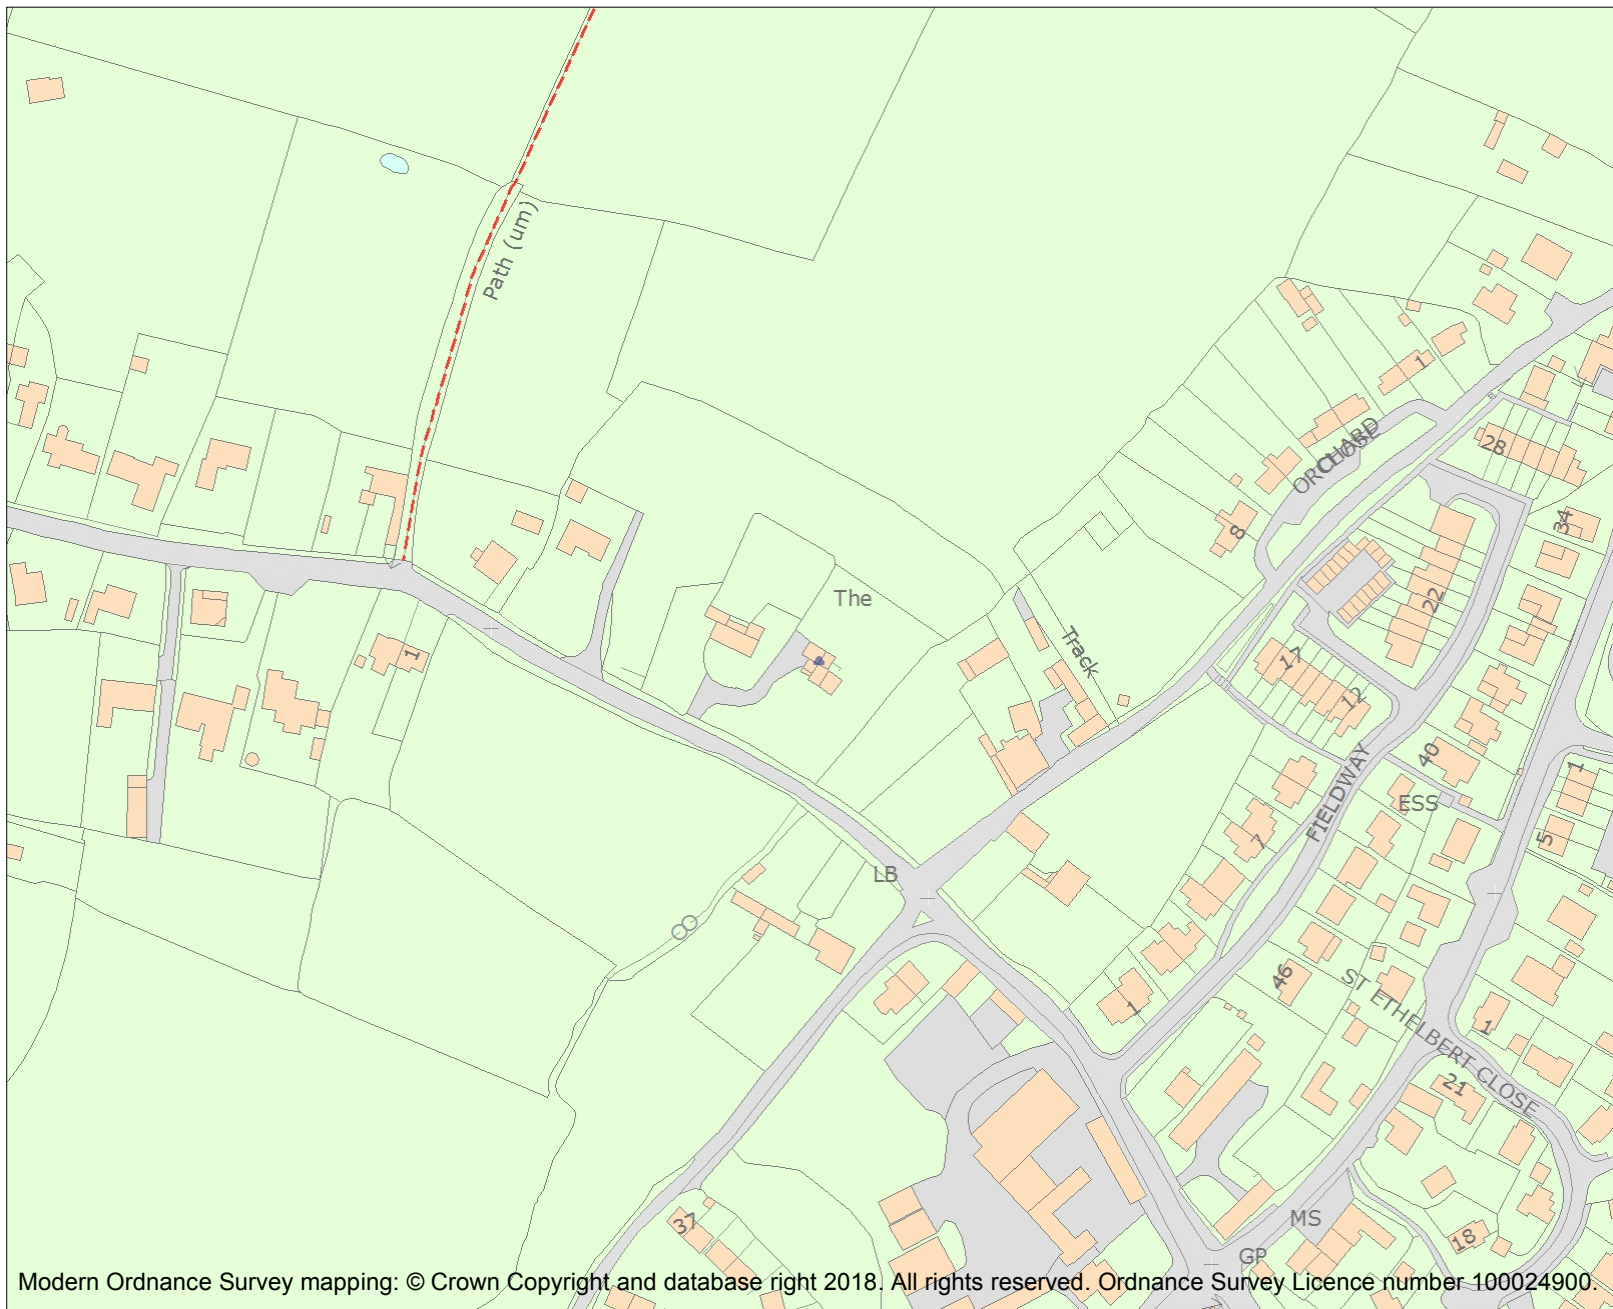 Path (um)
ORCHARD
CLOSE
1
28
8
34
22
The
Track
1
17
12
40
FIELDWAY
ESS
7
1
5
LB
46
ST ETHELBERT CLOSE
1
1
21
37
MS
18
GP
Modern Ordnance Survey mapping: © Crown Copyright and database right 2018. All rights reserved. Ordnance Survey Licence number 100024900.